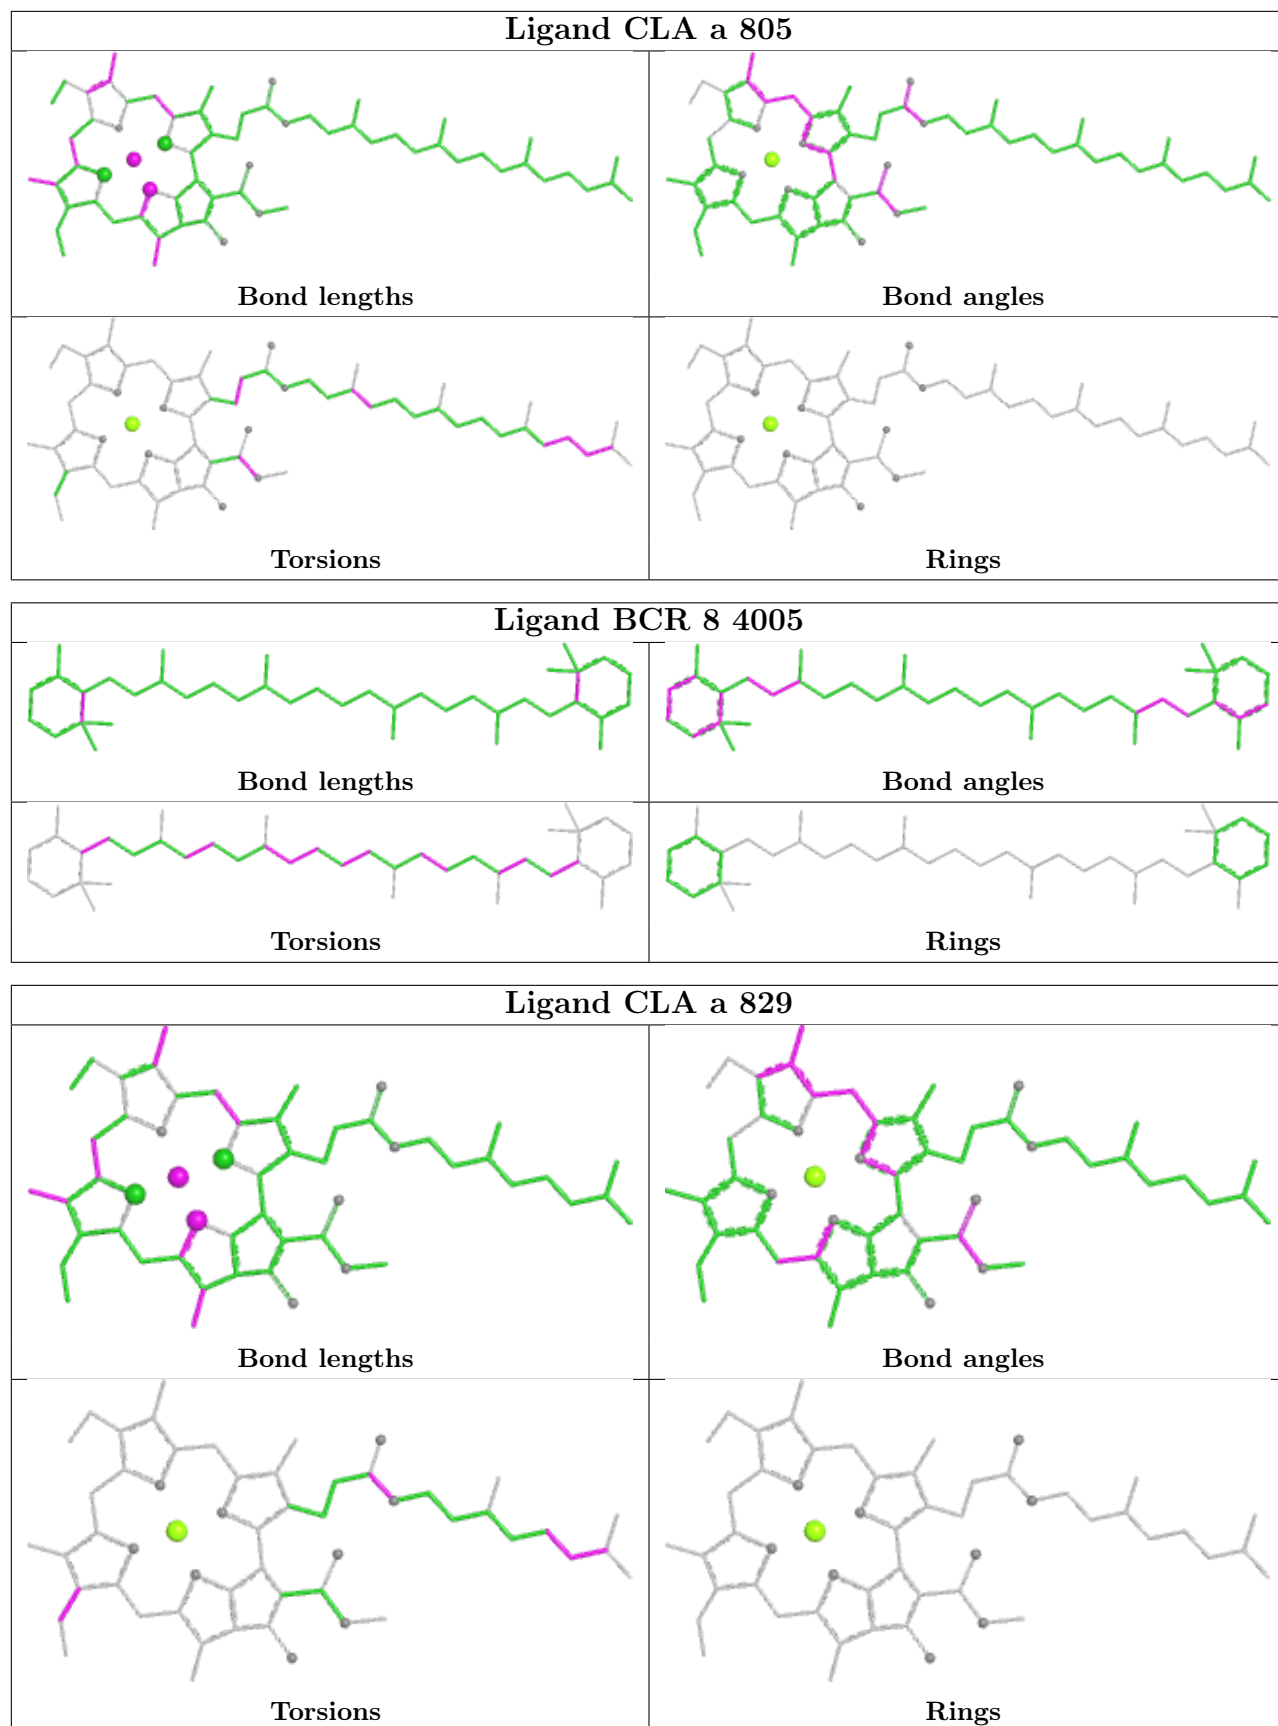 Ligand CLA a 805
Bond lengths
Bond angles
Torsions
Rings
Ligand BCR 8 4005
Bond lengths
Bond angles
Torsions
Rings
Ligand CLA a 829
Bond lengths
Bond angles
Torsions
Rings